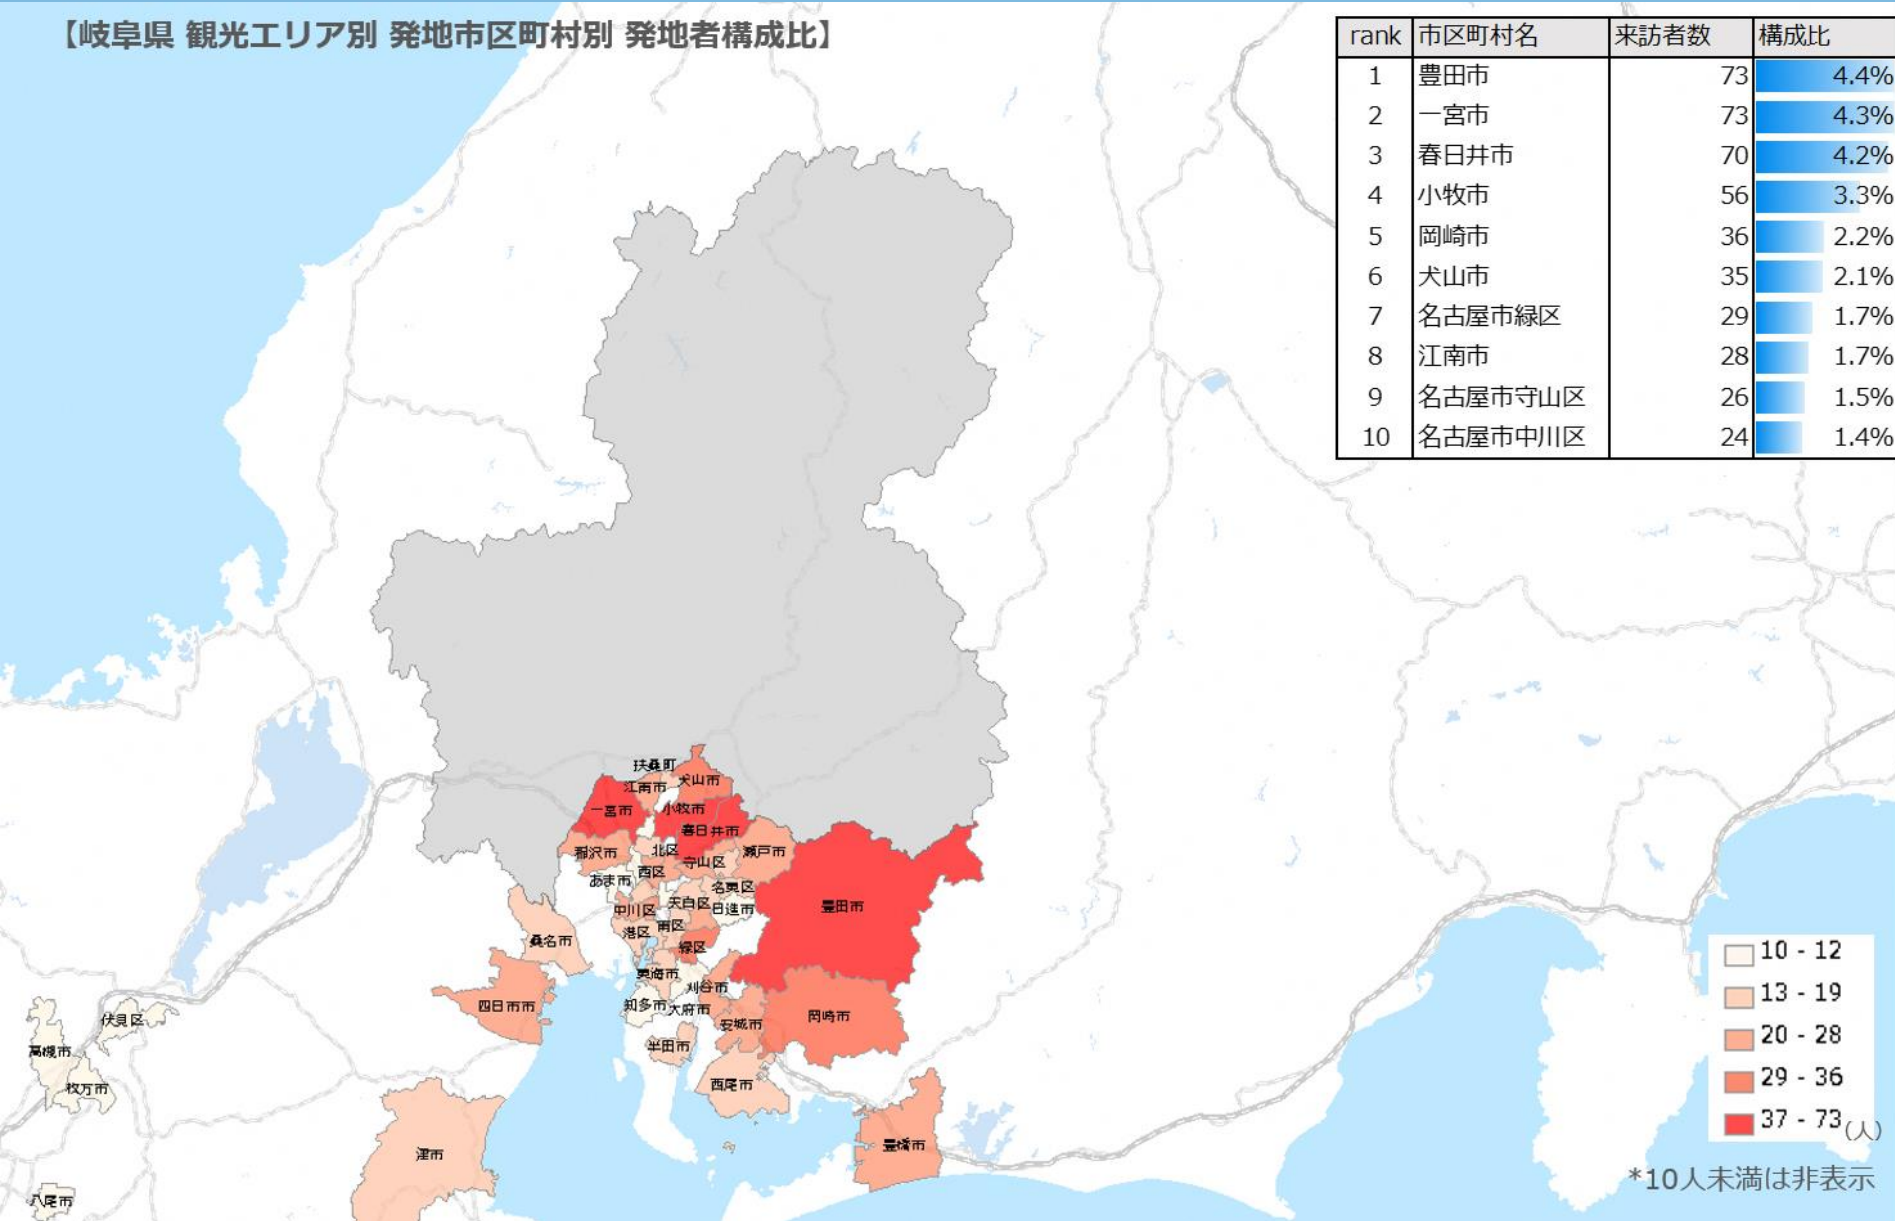 【岐阜県 観光エリア別 発地市区町村別 発地者構成比】
rank 市区町村名 来訪者数 構成比
1 豊田市 73 4.4%
2 一宮市 73 4.3%
3 春日井市 70 4.2%
4 小牧市 56 3.3%
5 岡崎市 36 2.2%
6 犬山市 35 2.1%
7 名古屋市緑区 29 1.7%
8 江南市 28 1.7%
9 名古屋市守山区 26 1.5%
10 名古屋市中川区 24 1.4%
扶桑町
江南市
犬山市
一宮市
小牧市
春日井市
稲沢市
北区
守山区
瀬戸市
西区
あま市
名東区
中川区
天白区
日進市
豊田市
港区
南区
緑区
桑名市
東海市
刈谷市
四日市市
知多市
大府市
安城市
岡崎市
伏見区
高槻市
半田市
枚方市
西尾市
津市
豊橋市
八尾市
10 - 12
13 - 19
20 - 28
29 - 36
37 - 73
(人)
*10人未満は非表示